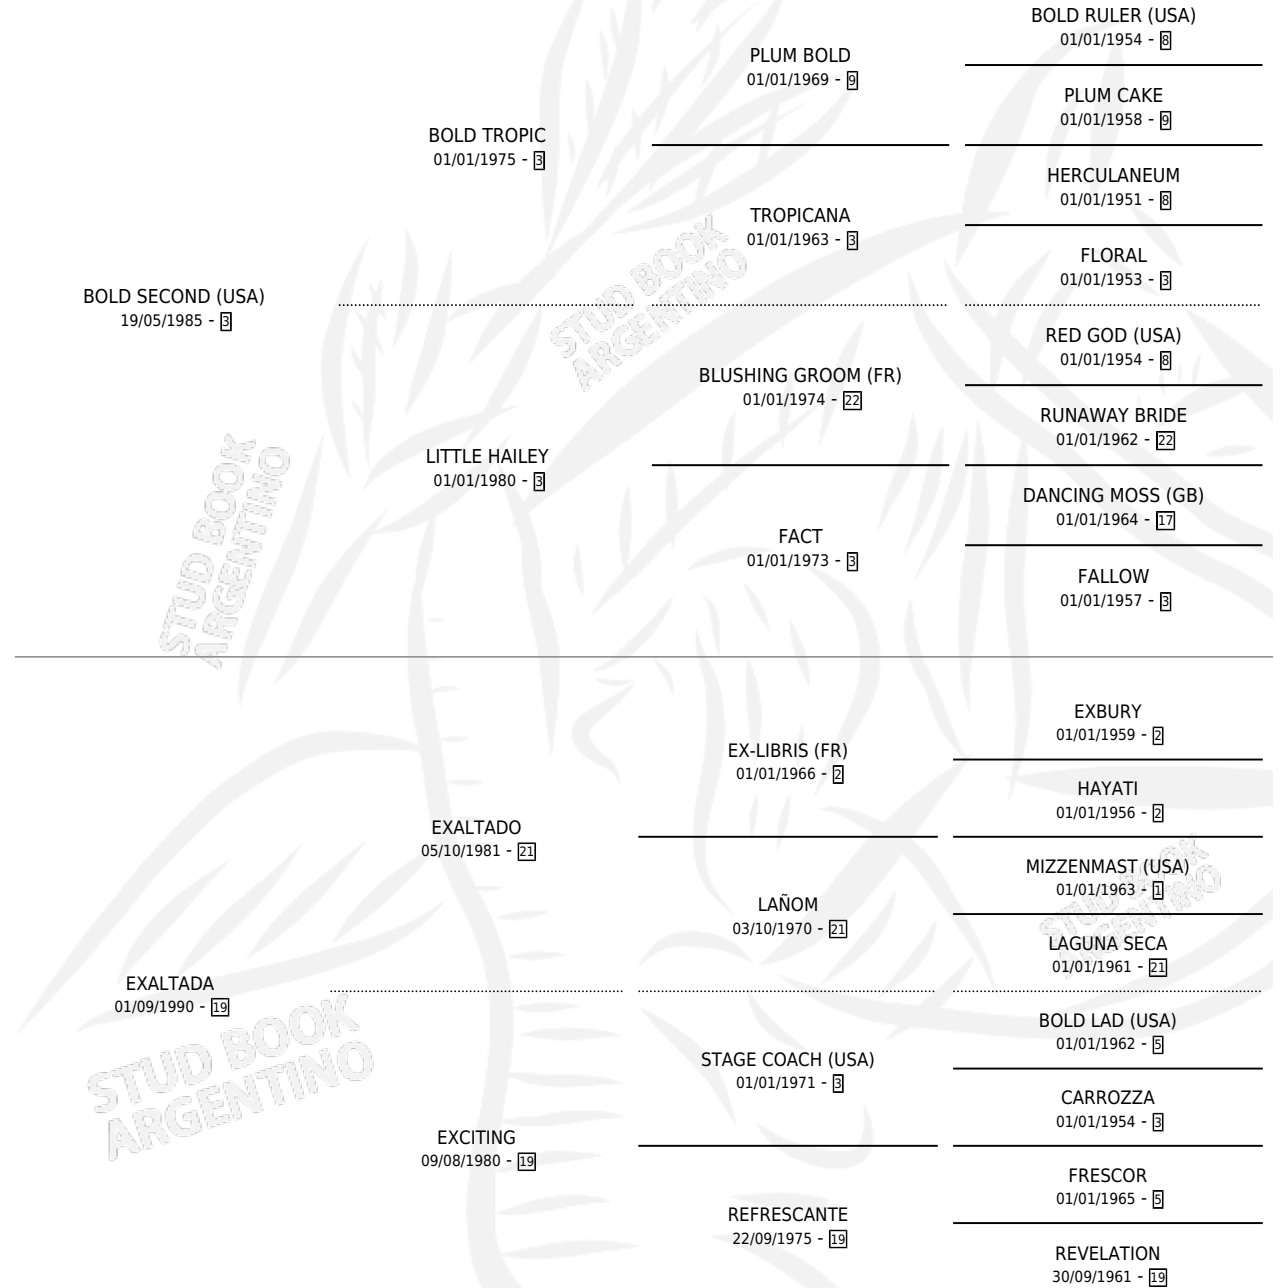 BOLD RULER (USA)
01/01/1954 - 8
PLUM BOLD
01/01/1969 - 9
PLUM CAKE
01/01/1958 - 9
BOLD TROPIC
01/01/1975 - 3
HERCULANEUM
01/01/1951 - 8
TROPICANA
01/01/1963 - 3
FLORAL
01/01/1953 - 3
BOLD SECOND (USA)
19/05/1985 - 3
RED GOD (USA)
01/01/1954 - 8
BLUSHING GROOM (FR)
01/01/1974 - 22
RUNAWAY BRIDE
01/01/1962 - 22
LITTLE HAILEY
01/01/1980 - 3
DANCING MOSS (GB)
01/01/1964 - 17
FACT
01/01/1973 - 3
FALLOW
01/01/1957 - 3
EXBURY
01/01/1959 - 2
EX-LIBRIS (FR)
01/01/1966 - 2
HAYATI
01/01/1956 - 2
EXALTADO
05/10/1981 - 21
MIZZENMAST (USA)
01/01/1963 - 1
LAÑOM
03/10/1970 - 21
LAGUNA SECA
01/01/1961 - 21
EXALTADA
01/09/1990 - 19
BOLD LAD (USA)
01/01/1962 - 5
STAGE COACH (USA)
01/01/1971 - 3
CARROZZA
01/01/1954 - 3
EXCITING
09/08/1980 - 19
FRESCOR
01/01/1965 - 5
REFRESCANTE
22/09/1975 - 19
REVELATION
30/09/1961 - 19
STUD BOOK
ARGENTINO
STUD BOOK
ARGENTINO
STUD BOOK
ARGENTINO
STUD BOOK
ARGENTINO